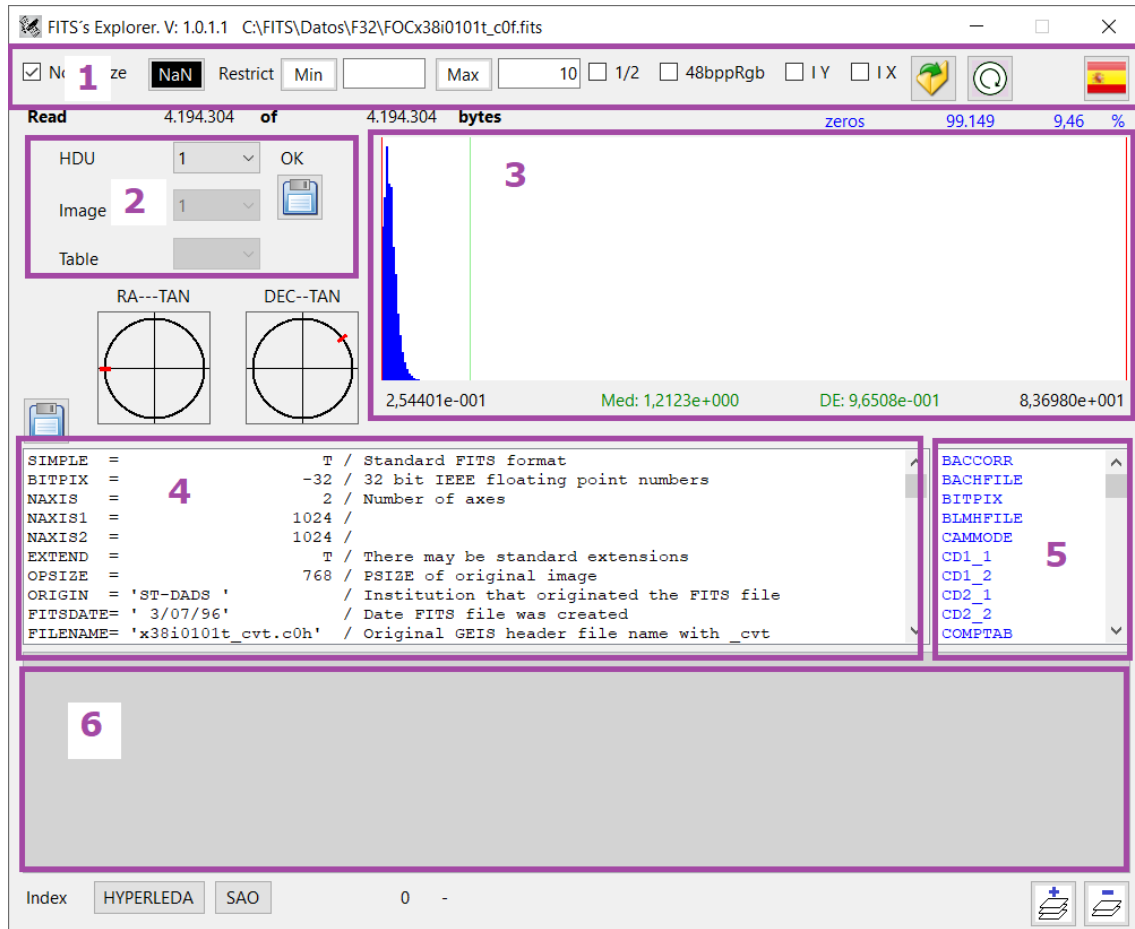 FITS´s Explorer. V: 1.0.1.1 C:\FITS\Datos\F32\FOCx38i0101t_c0f.fits
1 ze NaN Restrict Min Max 10 1/2 48bppRgb I Y I X
Read 4.194.304 of 4.194.304 bytes zeros 99.149 9,46 %
HDU 1 OK
3
Image 2 1
Table
RA---TAN DEC--TAN
2,54401e-001 Med: 1,2123e+000 DE: 9,6508e-001 8,36980e+001
SIMPLE = T / Standard FITS format
BITPIX = -32 / 32 bit IEEE floating point numbers
NAXIS = 2 / Number of axes
NAXIS1 = 1024 /
NAXIS2 = 1024 /
EXTEND = T / There may be standard extensions
OPSIZE = 768 / PSIZE of original image
ORIGIN = 'ST-DADS ' / Institution that originated the FITS file
FITSDATE= ' 3/07/96' / Date FITS file was created
FILENAME= 'x38i0101t_cvt.c0h' / Original GEIS header file name with _cvt
4
BACCORR
BACHFILE
BITPIX
BLMHFILE
CAMMODE
CD1_1
CD1_2
CD2_1
CD2_2
COMPTAB
5
6
Index HYPERLEDA SAO 0 -